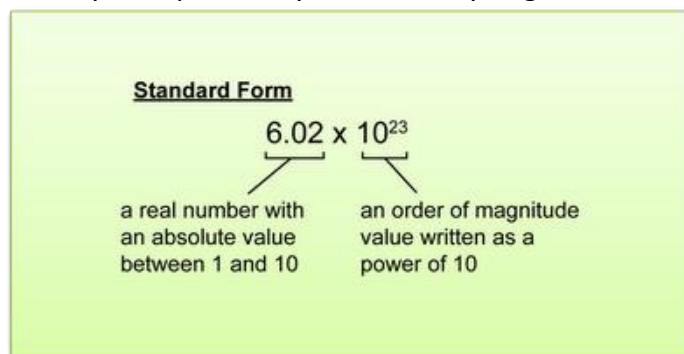 Standard Form
6.02 x 10²³
a real number with
an absolute value
between 1 and 10
an order of magnitude
value written as a
power of 10